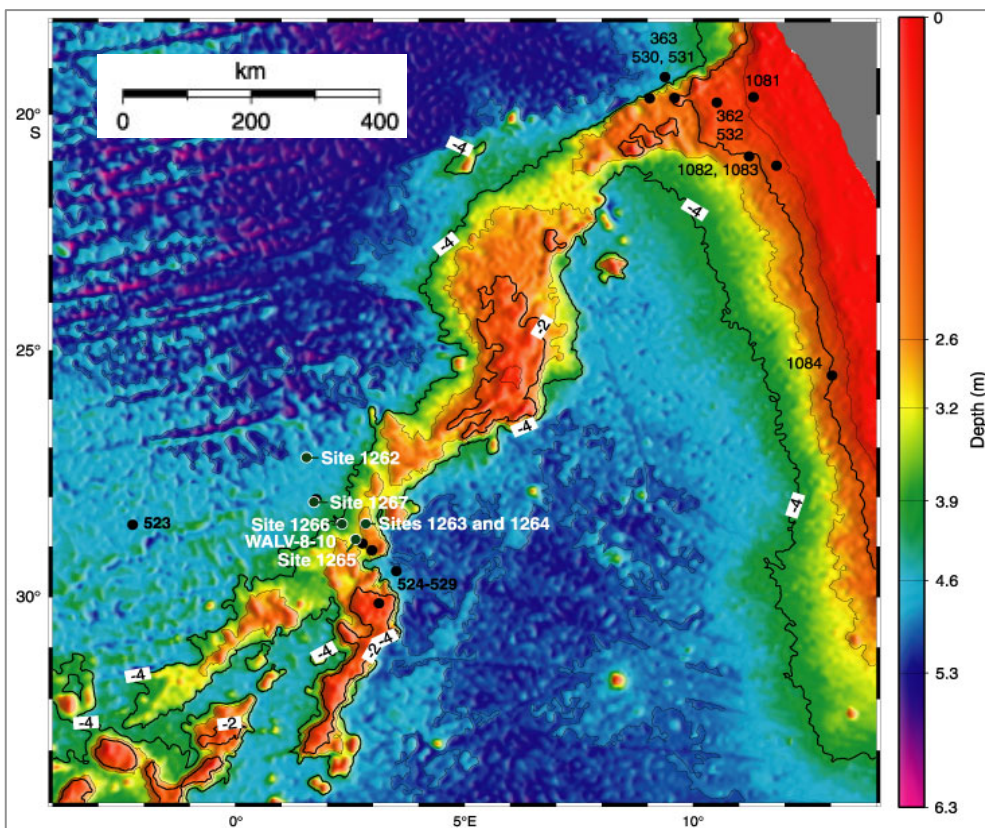 km
0 200 400
363
530, 531
1081
362
532
1082, 1083
1084
20°
S
25°
30°
-4
-4
-4
-2
-4
-4
Site 1262
Site 1267
Site 1266
Sites 1263 and 1264
WALV-8-10
Site 1265
523
524-529
-4
-2
-4
-4
-4
-2
0° 5°E 10°
0
2.6
3.2
3.9
4.6
5.3
6.3
Depth (m)